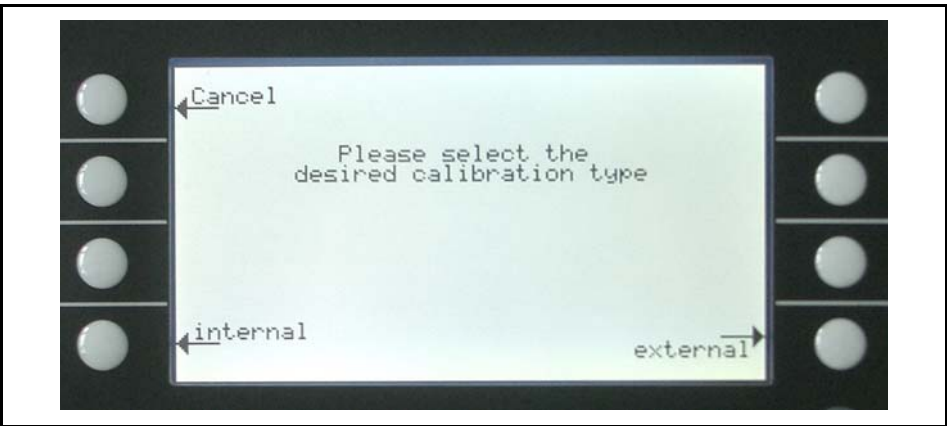 Cancel
Please select the
desired calibration type
internal
external